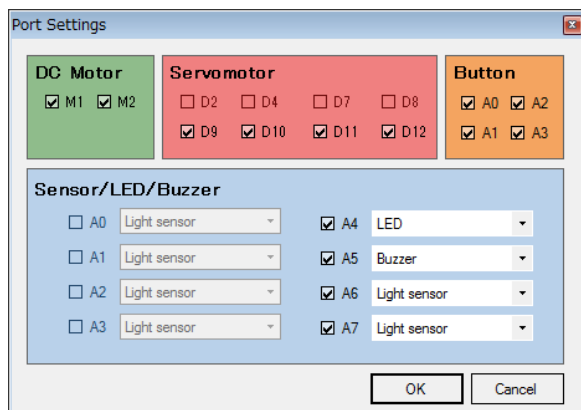 Port Settings
DC Motor
M1 M2
Servomotor
D2 D4 D7 D8
D9 D10 D11 D12
Button
A0 A2
A1 A3
Sensor/LED/Buzzer
A0 Light sensor
A1 Light sensor
A2 Light sensor
A3 Light sensor
A4 LED
A5 Buzzer
A6 Light sensor
A7 Light sensor
OK Cancel